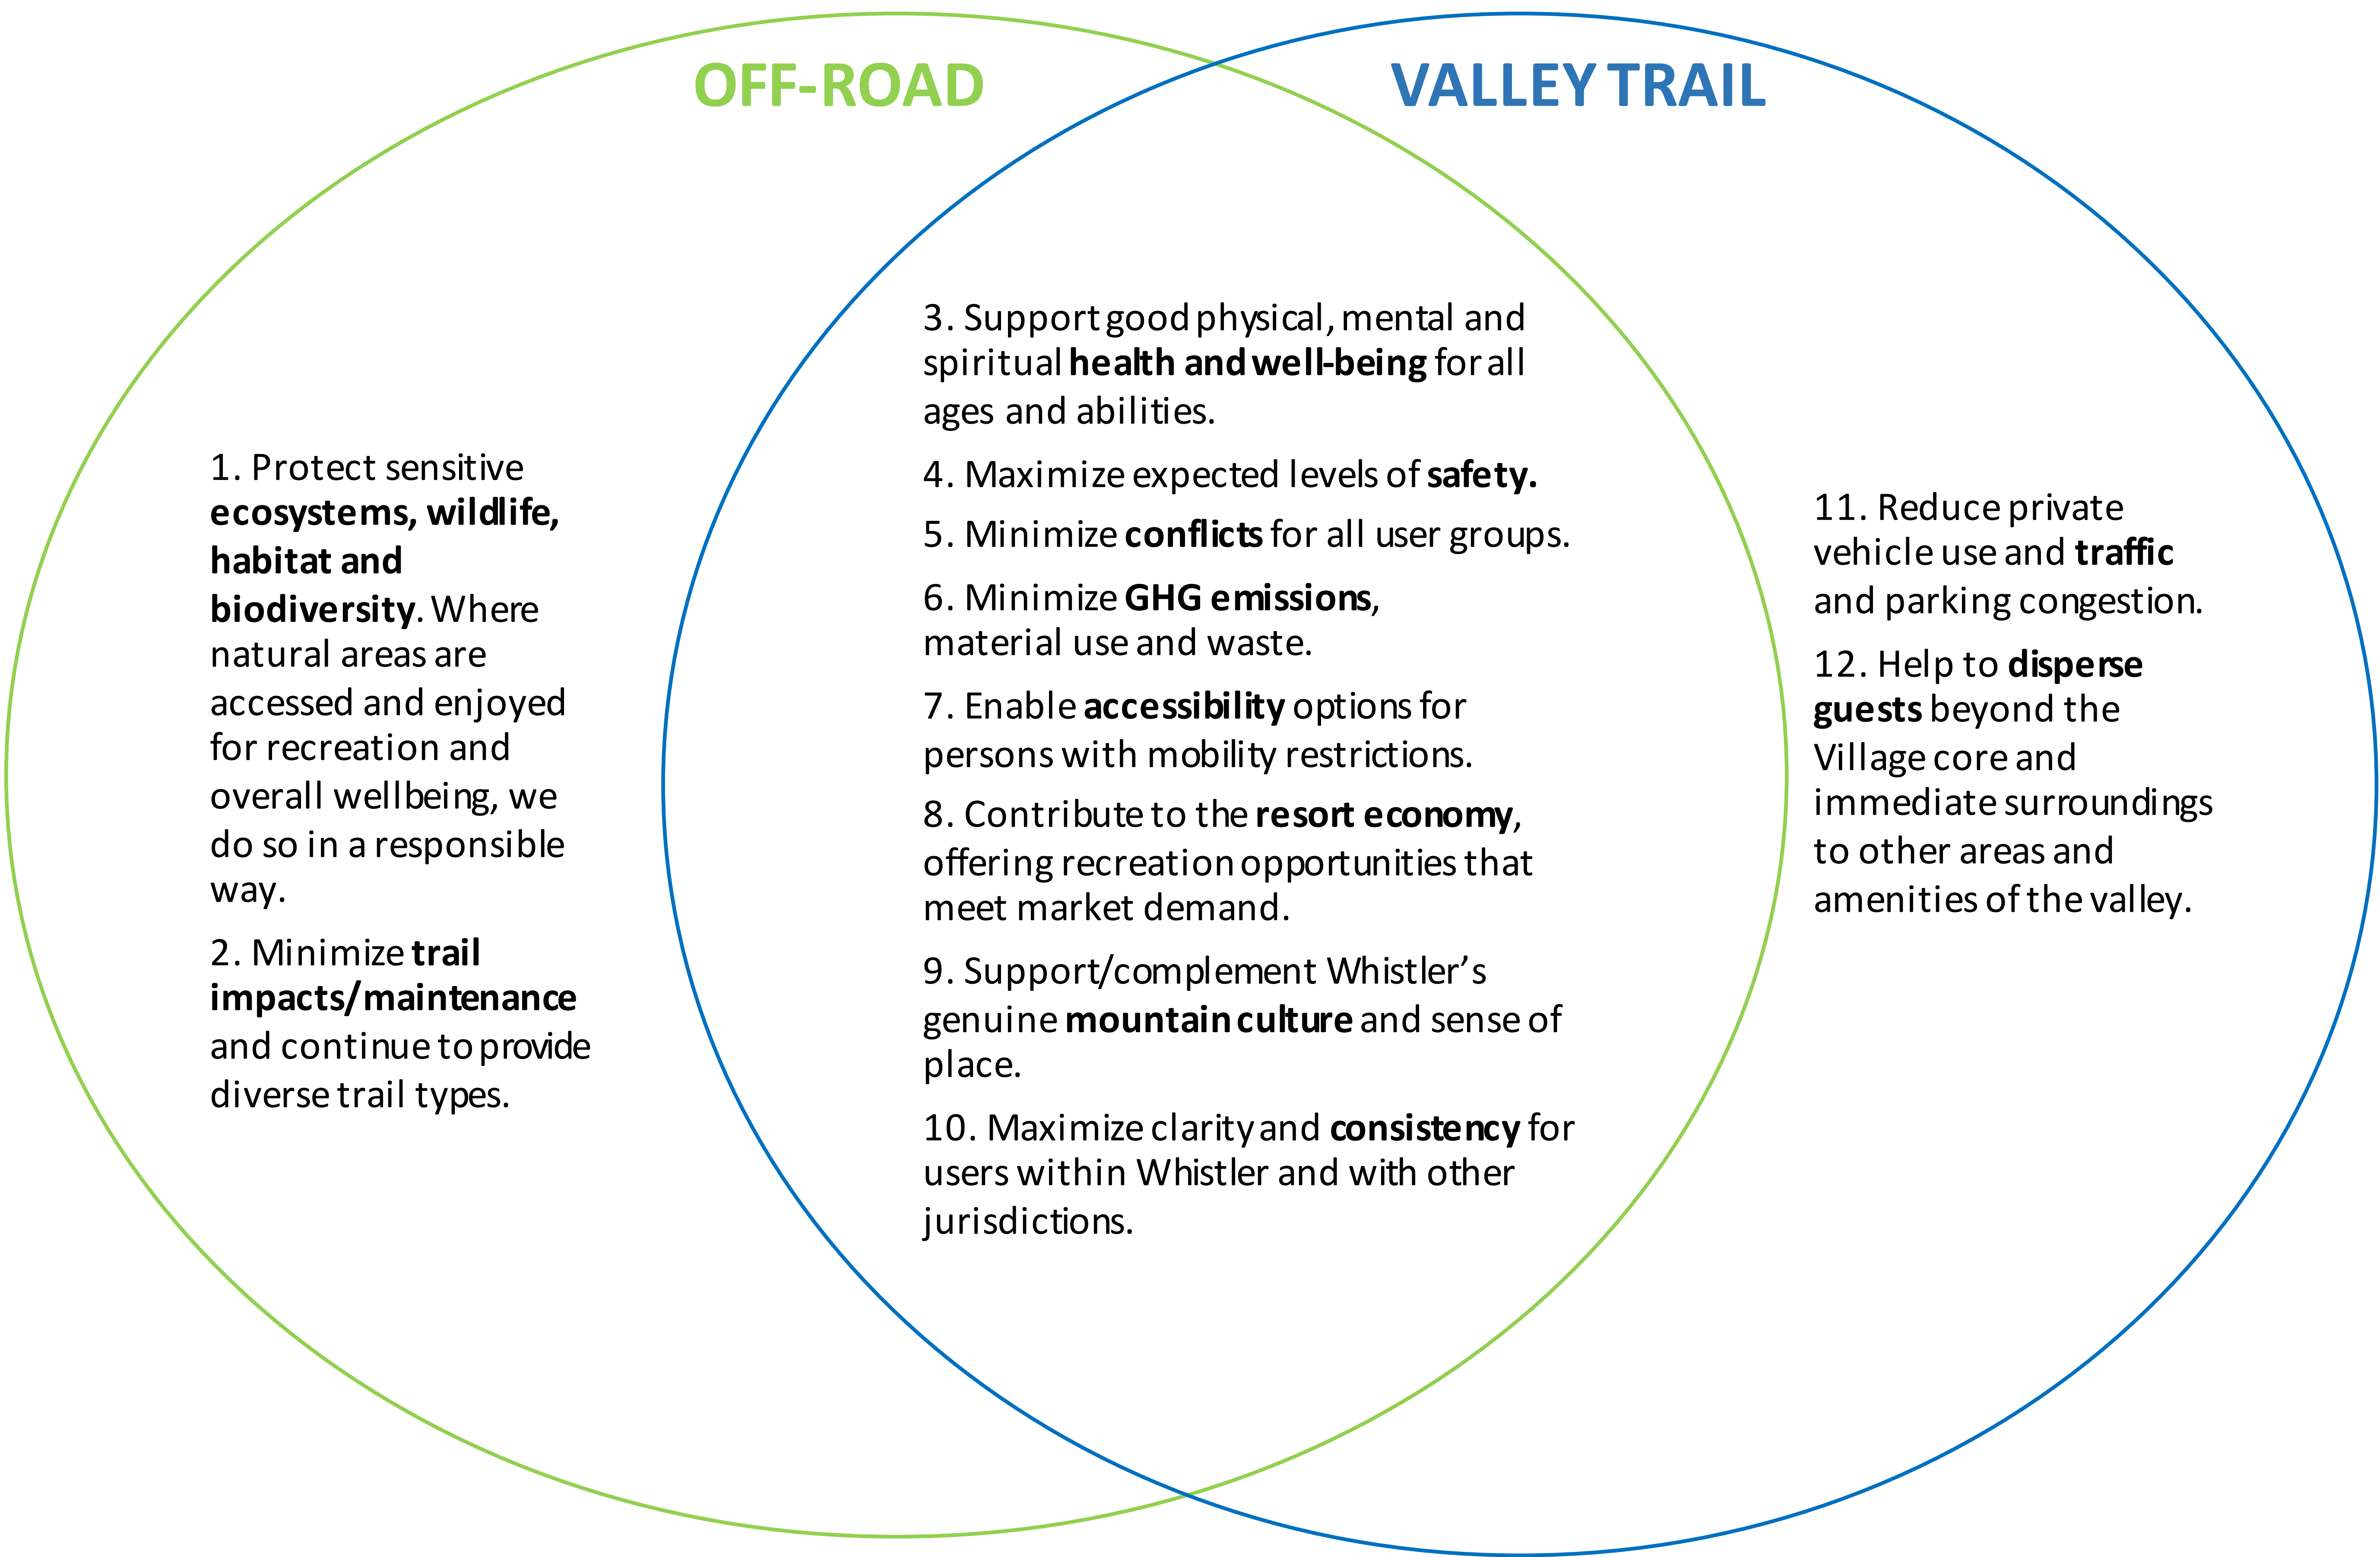 OFF-ROAD
VALLEY TRAIL
1. Protect sensitive
ecosystems, wildlife,
habitat and
biodiversity. Where
natural areas are
accessed and enjoyed
for recreation and
overall wellbeing, we
do so in a responsible
way.
2. Minimize trail
impacts/maintenance
and continue to provide
diverse trail types.
3. Support good physical, mental and
spiritual health and well-being for all
ages and abilities.
4. Maximize expected levels of safety.
5. Minimize conflicts for all user groups.
6. Minimize GHG emissions,
material use and waste.
7. Enable accessibility options for
persons with mobility restrictions.
8. Contribute to the resort economy,
offering recreation opportunities that
meet market demand.
9. Support/complement Whistler’s
genuine mountain culture and sense of
place.
10. Maximize clarity and consistency for
users within Whistler and with other
jurisdictions.
11. Reduce private
vehicle use and traffic
and parking congestion.
12. Help to disperse
guests beyond the
Village core and
immediate surroundings
to other areas and
amenities of the valley.